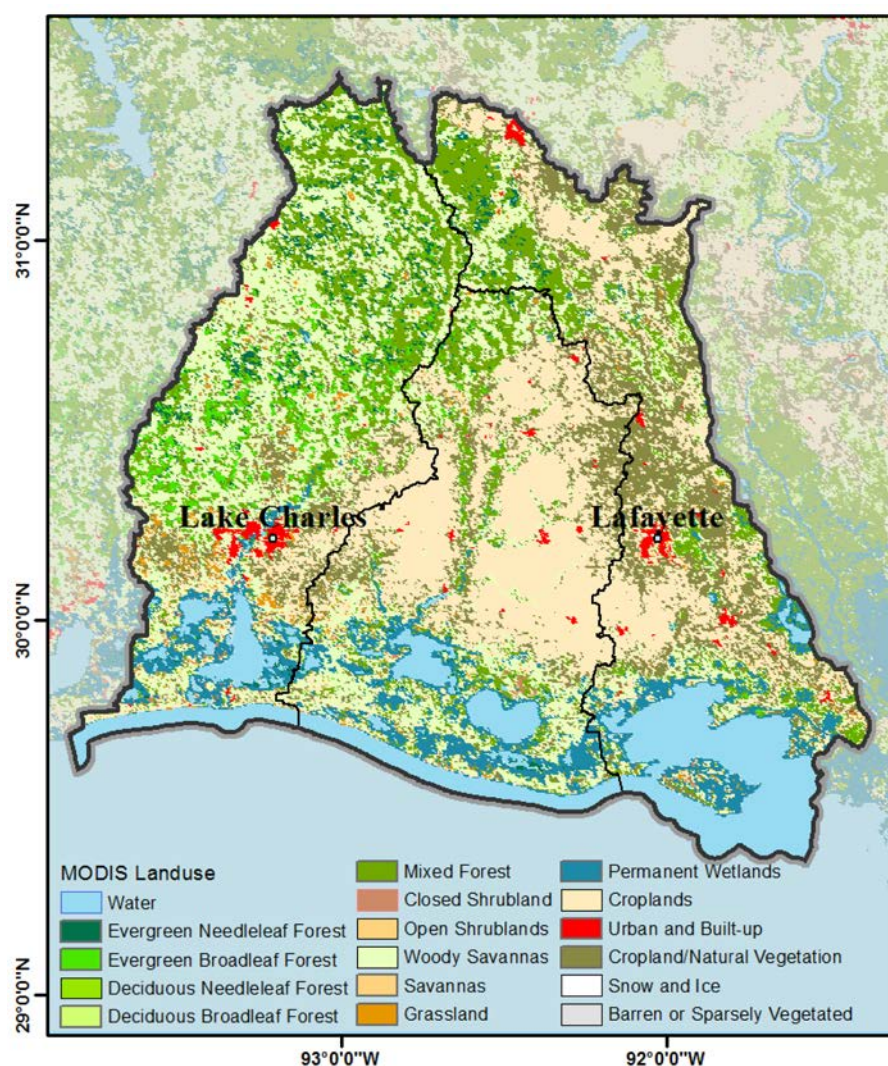 31°0'0"N
Lake Charles
Lafayette
30°0'0"N
MODIS Landuse
Water
Evergreen Needleleaf Forest
Evergreen Broadleaf Forest
Deciduous Needleleaf Forest
Deciduous Broadleaf Forest
Mixed Forest
Closed Shrubland
Open Shrublands
Woody Savannas
Savannas
Grassland
Permanent Wetlands
Croplands
Urban and Built-up
Cropland/Natural Vegetation
Snow and Ice
Barren or Sparsely Vegetated
29°0'0"N
93°0'0"W
92°0'0"W